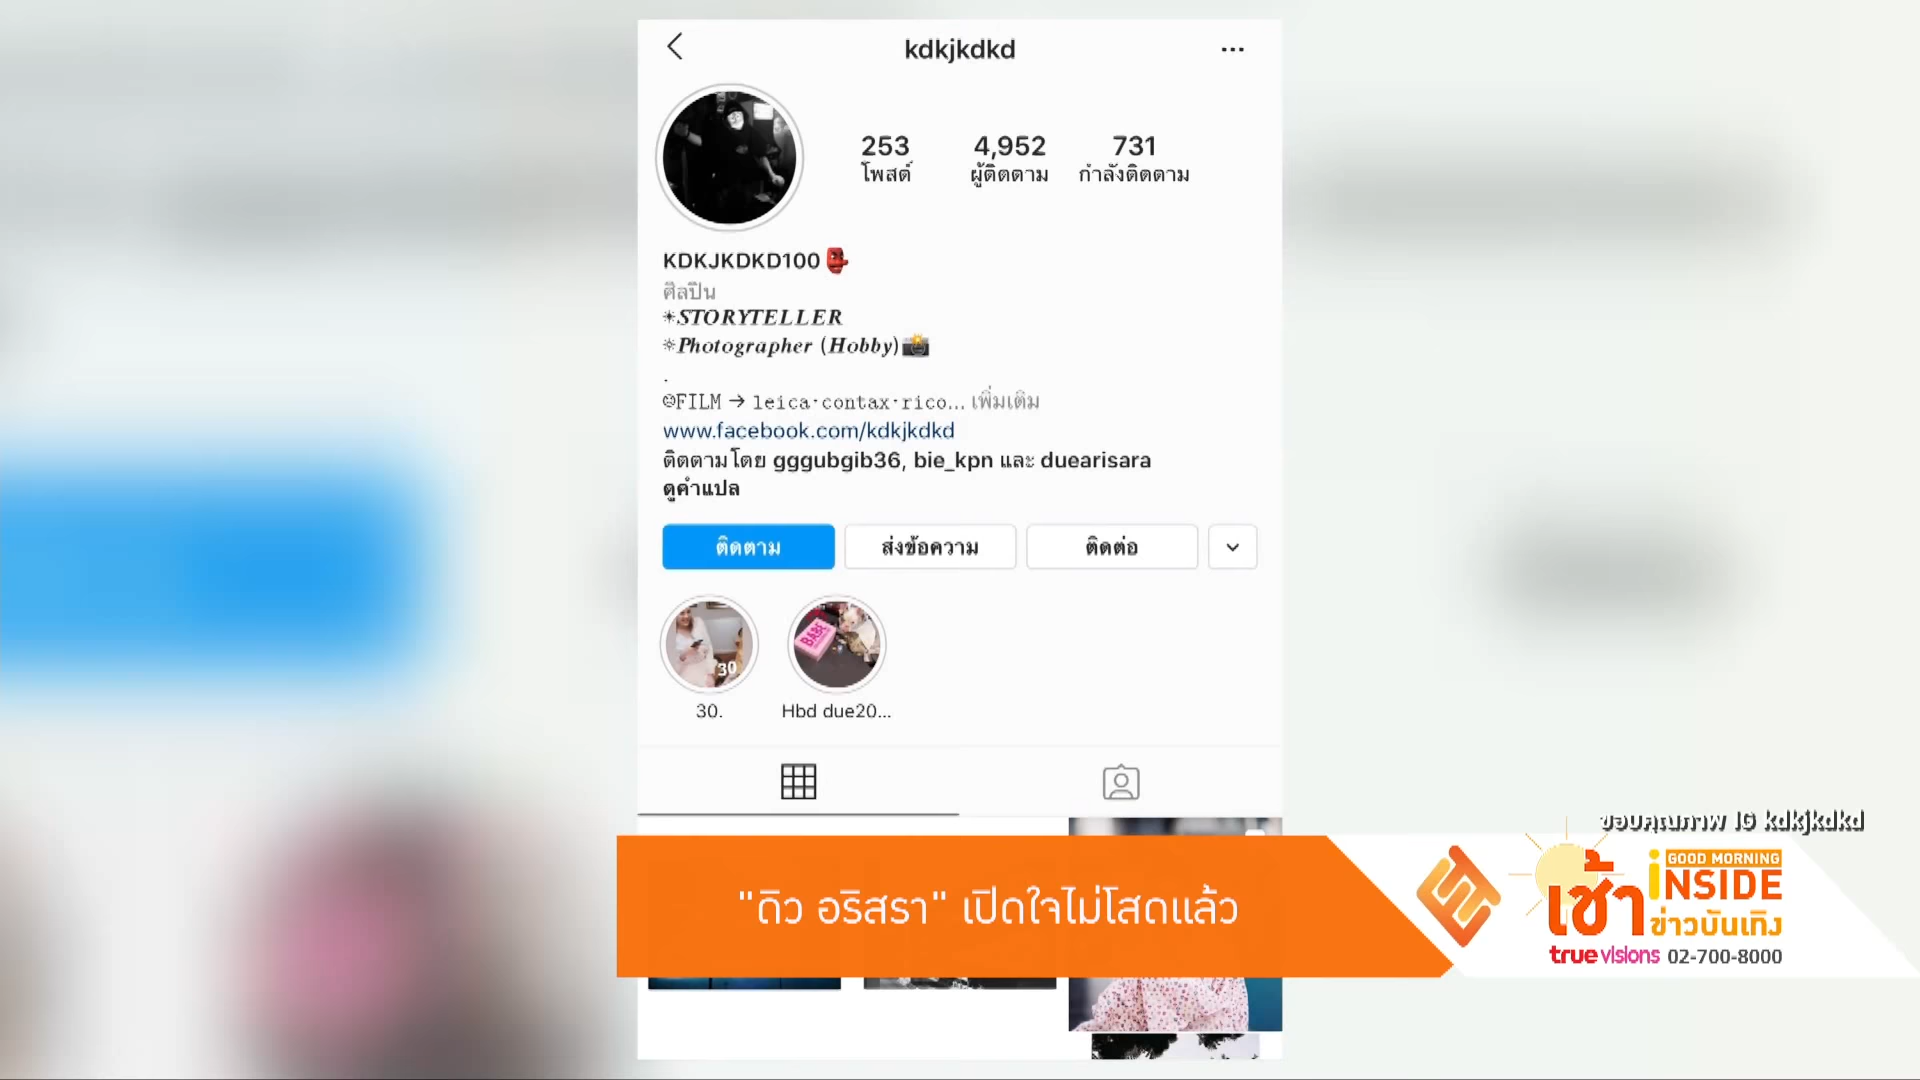 kdkjkdkd
253 4,952 731
โพสต์ ผู้ติดตาม กำลังติดตาม
KDKJKDKD100
ศิลปิน
☀STORYTELLER
☼Photographer (Hobby)
.
☹FILM → leica·contax·rico... เพิ่มเติม
www.facebook.com/kdkjkdkd
ติดตามโดย gggubgib36, bie_kpn และ duearisara
ดูคำแปล
ติดตาม ส่งข้อความ ติดต่อ
BABE
30
30. Hbd due20...
ขอบคุณภาพ IG kdkjkdkd
"ดิว อริสรา" เปิดใจไม่โสดแล้ว
GOOD MORNING
เช้า iNSIDE
ข่าวบันเทิง
true visions 02-700-8000